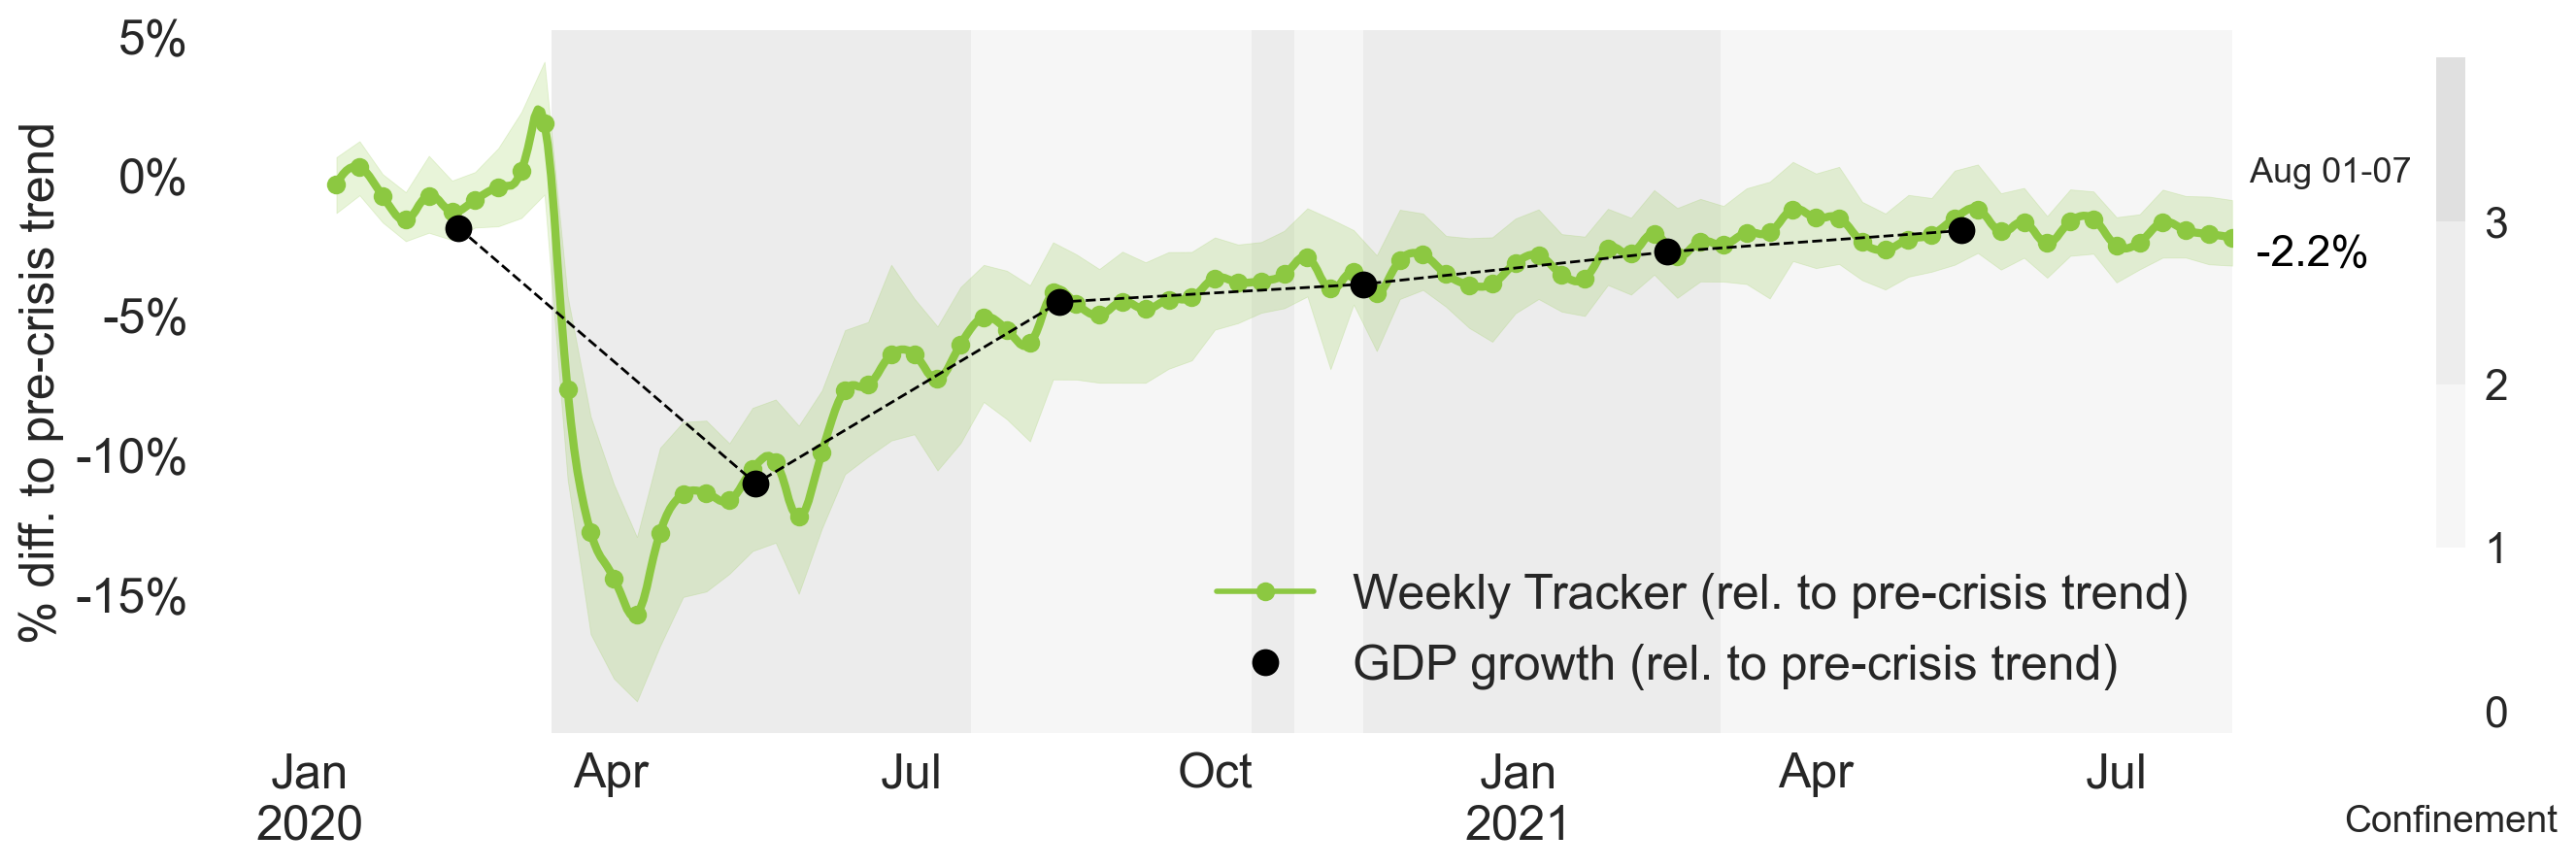 % diff. to pre-crisis trend
5%
0%
-5%
-10%
-15%
Aug 01-07
-2.2%
Weekly Tracker (rel. to pre-crisis trend)
GDP growth (rel. to pre-crisis trend)
3
2
1
0
Jan Apr Jul Oct Jan Apr Jul
2020 2021
Confinement